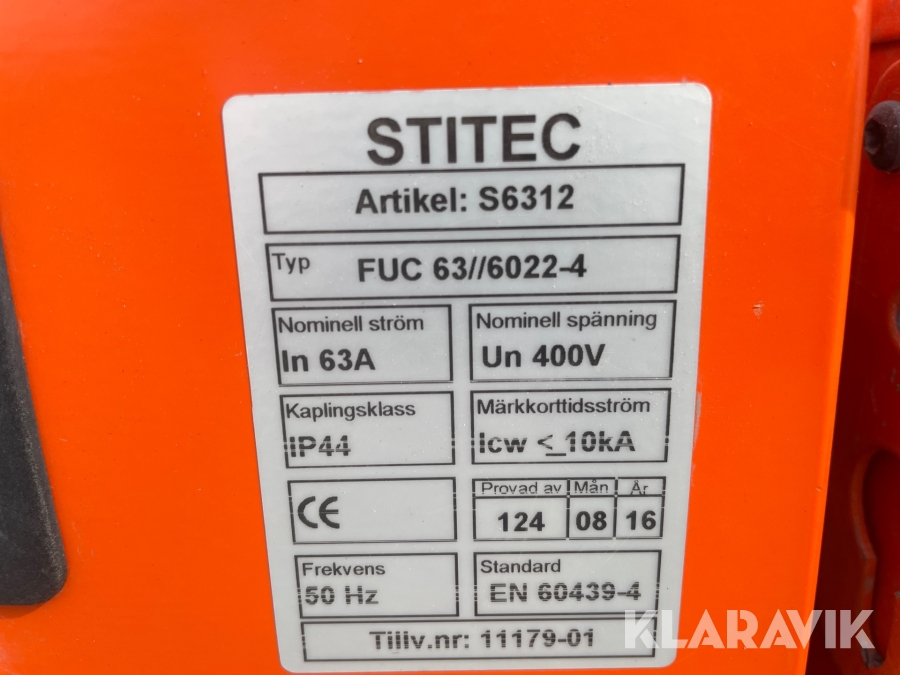 STITEC
Artikel: S6312
Typ FUC 63//6022-4
Nominell ström Nominell spänning
In 63A Un 400V
Kaplingsklass Märkkorttidsström
IP44 Icw <_10kA
CE Provad av Mån År
124 08 16
Frekvens Standard
50 Hz EN 60439-4
Tillv.nr: 11179-01
KLARAVIK